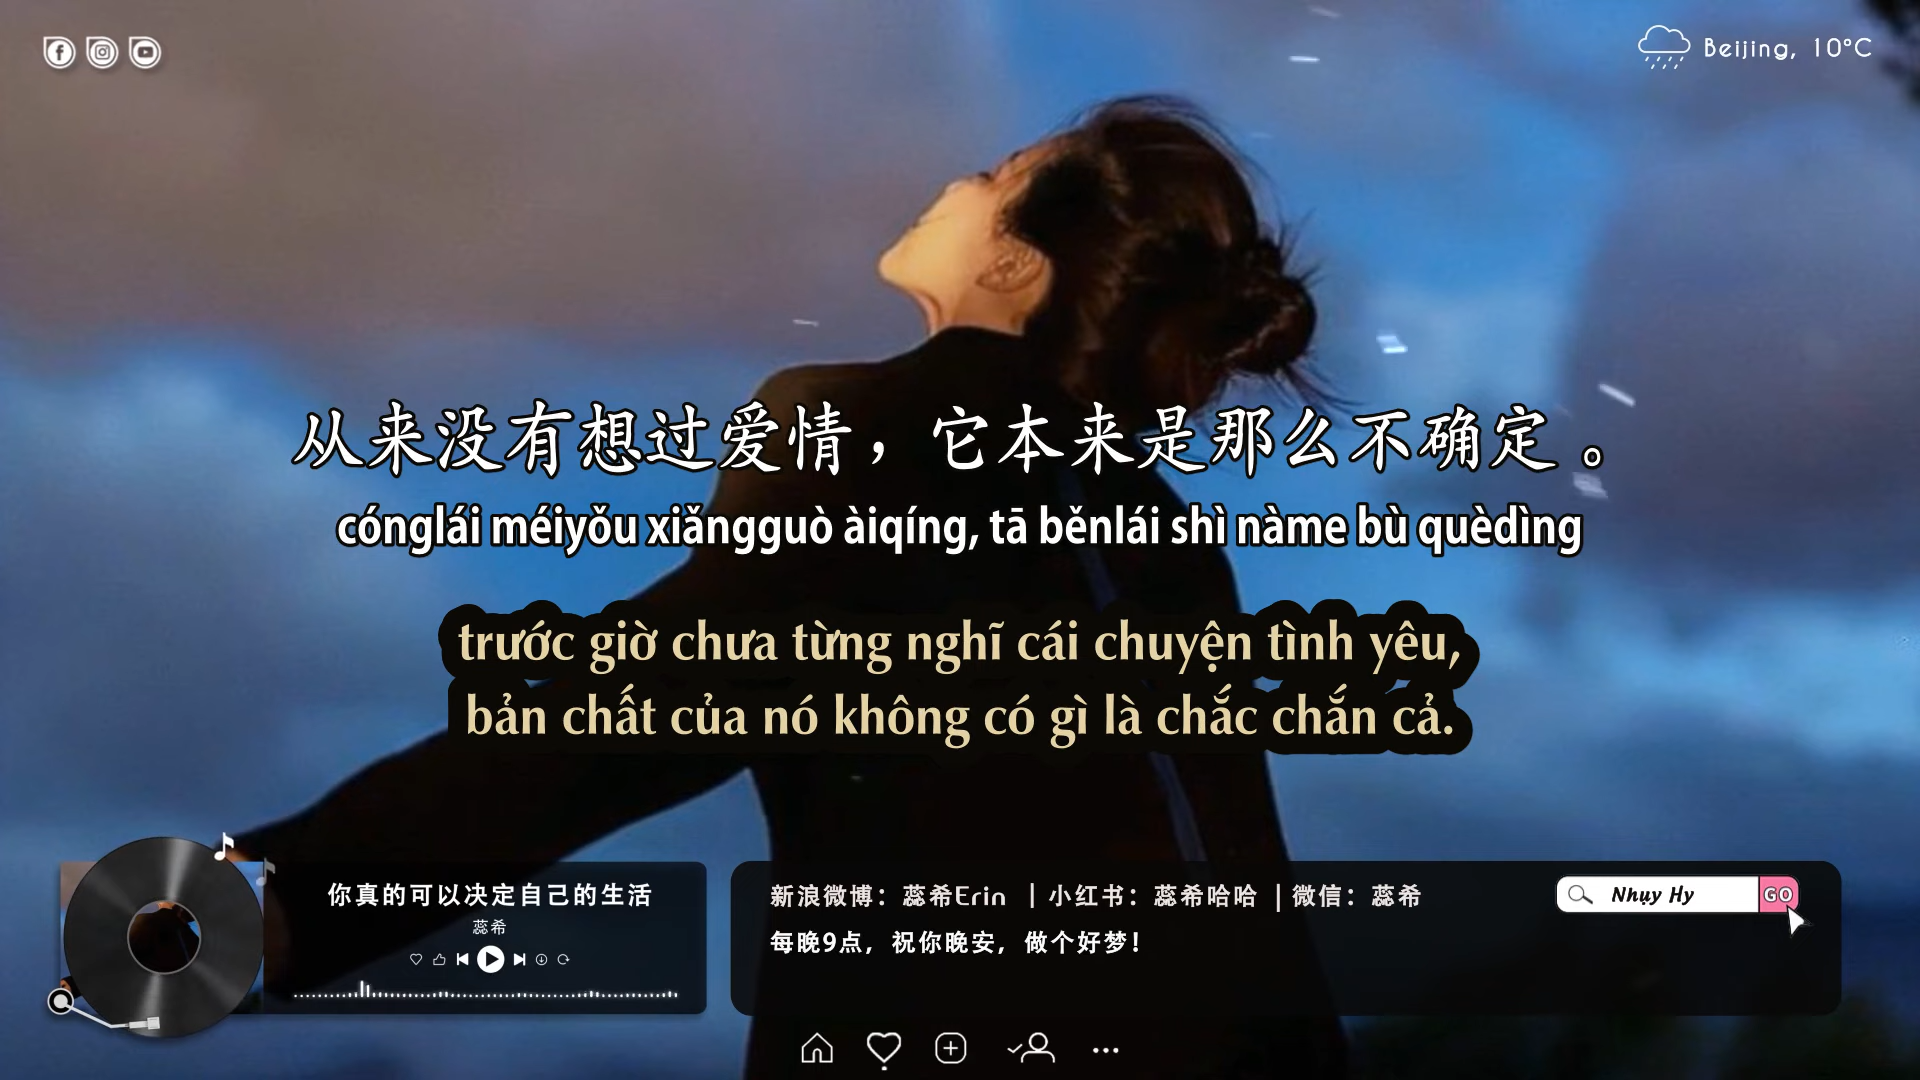 Beijing, 10°C
从来没有想过爱情，它本来是那么不确定。
cónglái méiyǒu xiǎngguò àiqíng, tā běnlái shì nàme bù quèdìng
trước giờ chưa từng nghĩ cái chuyện tình yêu,
bản chất của nó không có gì là chắc chắn cả.
你真的可以决定自己的生活
蕊希
新浪微博：蕊希Erin ｜小红书：蕊希哈哈 ｜微信：蕊希
每晚9点，祝你晚安，做个好梦！
Nhụy Hy
GO